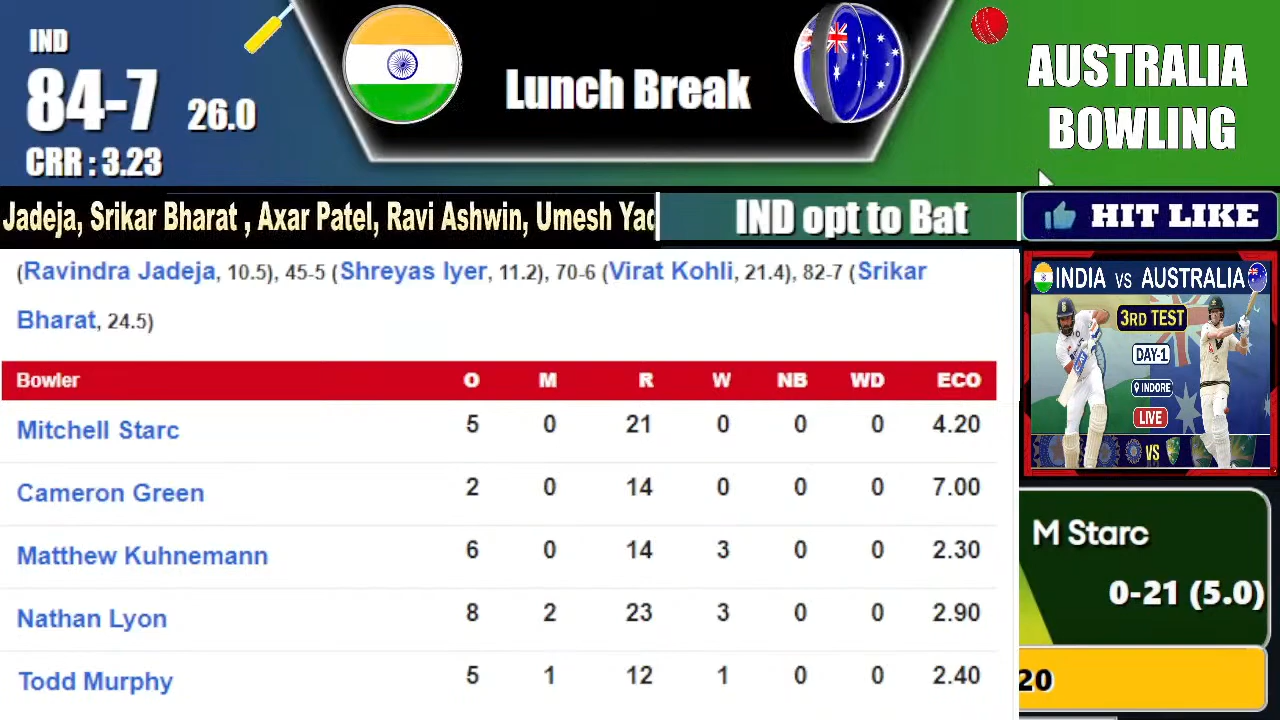 IND
84-7 26.0
CRR : 3.23
Lunch Break
AUSTRALIA
BOWLING
Jadeja, Srikar Bharat , Axar Patel, Ravi Ashwin, Umesh Yad
IND opt to Bat
HIT LIKE
(Ravindra Jadeja, 10.5), 45-5 (Shreyas Iyer, 11.2), 70-6 (Virat Kohli, 21.4), 82-7 (Srikar
Bharat, 24.5)
Bowler O M R W NB WD ECO
Mitchell Starc 5 0 21 0 0 0 4.20
Cameron Green 2 0 14 0 0 0 7.00
Matthew Kuhnemann 6 0 14 3 0 0 2.30
Nathan Lyon 8 2 23 3 0 0 2.90
Todd Murphy 5 1 12 1 0 0 2.40
INDIA VS AUSTRALIA
3RD TEST
DAY-1
INDORE
LIVE
VS
M Starc
0-21 (5.0)
20